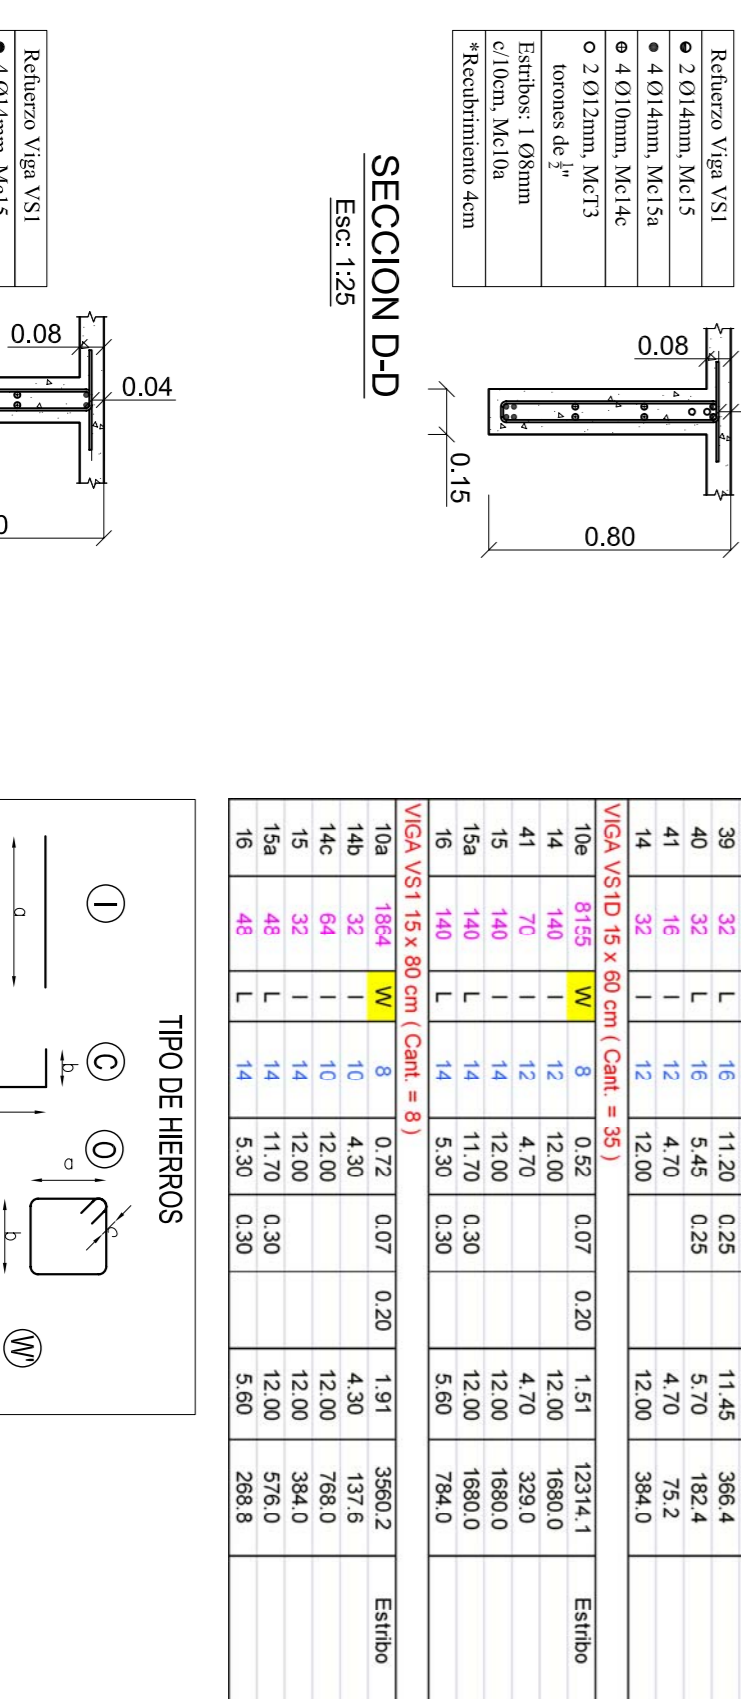 Refuerzo Viga VS1
2 Ø14mm, Mc15
4 Ø14mm, Mc15a
4 Ø10mm, Mc14c
2 Ø12mm, McT3
torones de ½"
Estribos: 1 Ø8mm
c/10cm, Mc10a
*Recubrimiento 4cm
0.08
0.15
0.80
SECCION D-D
Esc: 1:25
Refuerzo Viga VS1
4 Ø14mm, Mc15
0.08
0.04
39 32 L 16 11.20 0.25 11.45 366.4
40 32 L 16 5.45 0.25 5.70 182.4
41 16 I 12 4.70 4.70 75.2
14 32 I 12 12.00 12.00 384.0
VIGA VS1D 15 x 60 cm ( Cant. = 35 )
10e 8155 W 8 0.52 0.07 0.20 1.51 12314.1 Estribo
14 140 I 12 12.00 12.00 1680.0
41 70 I 12 4.70 4.70 329.0
15 140 I 14 12.00 12.00 1680.0
15a 140 L 14 11.70 0.30 12.00 1680.0
16 140 L 14 5.30 0.30 5.60 784.0
VIGA VS1 15 x 80 cm ( Cant. = 8 )
10a 1864 W 8 0.72 0.07 0.20 1.91 3560.2 Estribo
14b 32 I 10 4.30 4.30 137.6
14c 64 I 10 12.00 12.00 768.0
15 32 I 14 12.00 12.00 384.0
15a 48 L 14 11.70 0.30 12.00 576.0
16 48 L 14 5.30 0.30 5.60 268.8
TIPO DE HIERROS
I
a
C
b
O
a
b
c
W'